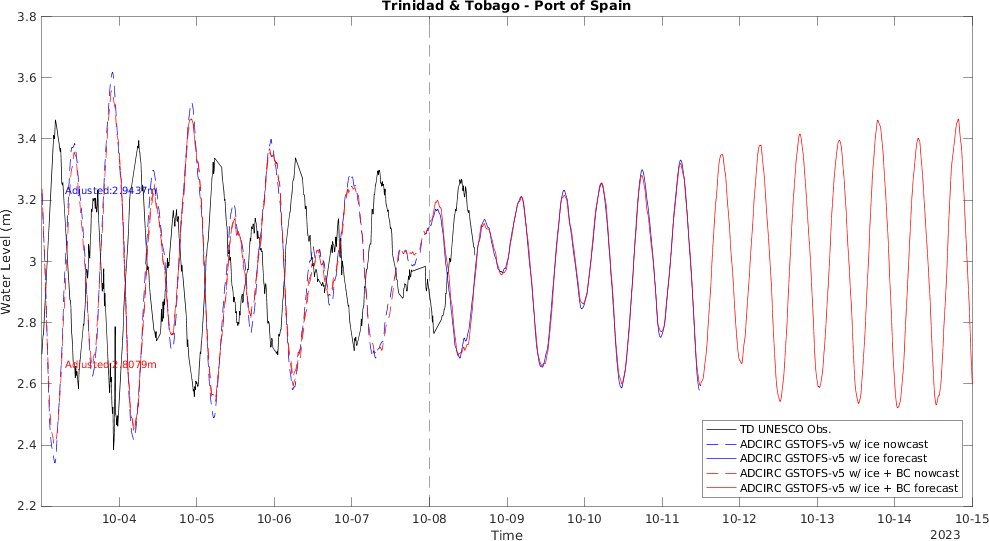 Trinidad & Tobago - Port of Spain
3.8
3.6
3.4
3.2
3
2.8
2.6
2.4
2.2
Water Level (m)
Adjusted:2.9437m
Adjusted:2.8079m
TD UNESCO Obs.
ADCIRC GSTOFS-v5 w/ ice nowcast
ADCIRC GSTOFS-v5 w/ ice forecast
ADCIRC GSTOFS-v5 w/ ice + BC nowcast
ADCIRC GSTOFS-v5 w/ ice + BC forecast
10-04 10-05 10-06 10-07 10-08 10-09 10-10 10-11 10-12 10-13 10-14 10-15
Time
2023